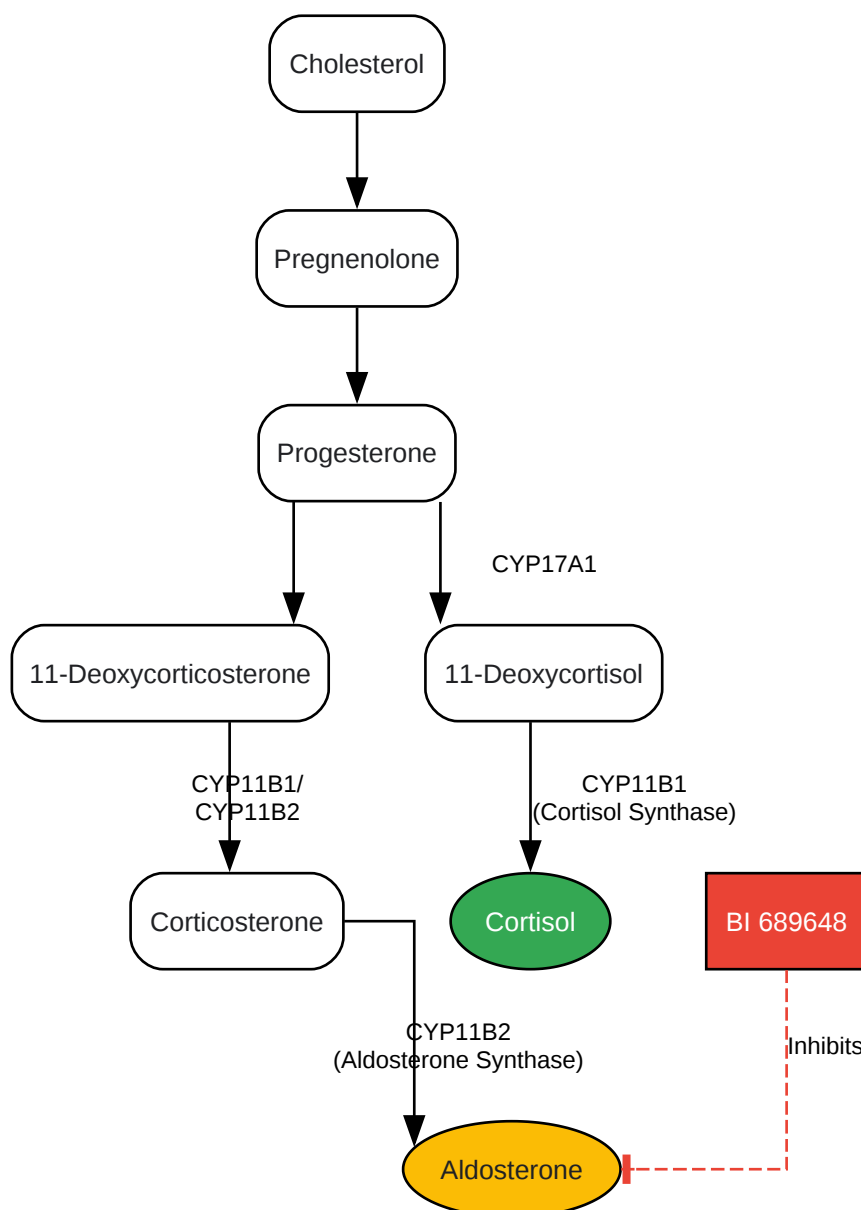 Cholesterol
Pregnenolone
Progesterone
CYP17A1
11-Deoxycorticosterone
11-Deoxycortisol
CYP11B1/
CYP11B2
CYP11B1
(Cortisol Synthase)
Corticosterone
Cortisol
BI 689648
CYP11B2
(Aldosterone Synthase)
Inhibits
Aldosterone